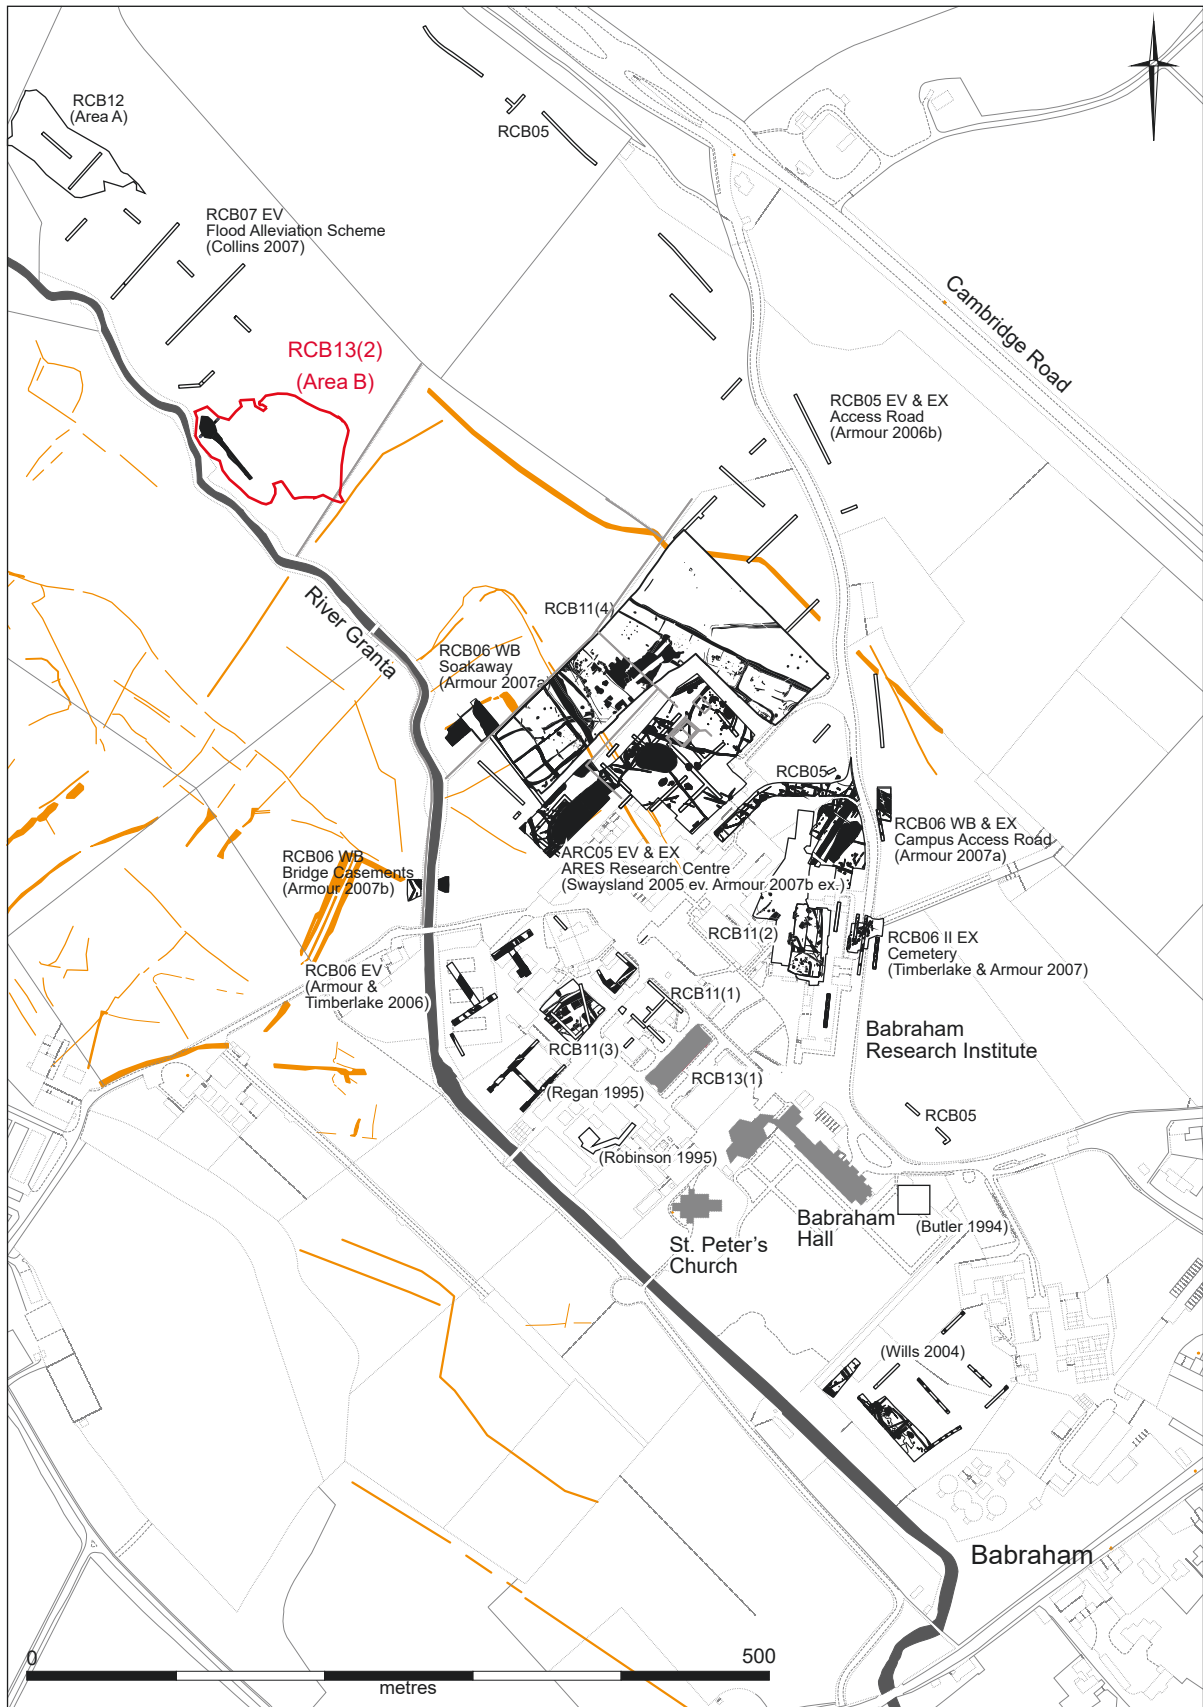 RCB12
(Area A)
RCB05
RCB07 EV
Flood Alleviation Scheme
(Collins 2007)
RCB13(2)
(Area B)
Cambridge Road
RCB05 EV & EX
Access Road
(Armour 2006b)
River Granta
RCB11(4)
RCB06 WB
Soakaway
(Armour 2007a)
RCB05
RCB06 WB & EX
Campus Access Road
(Armour 2007a)
ARC05 EV & EX
ARES Research Centre
(Swaysland 2005 ev. Armour 2007b ex.)
RCB06 WB
Bridge Casements
(Armour 2007b)
RCB11(2)
RCB06 II EX
Cemetery
(Timberlake & Armour 2007)
RCB06 EV
(Armour &
Timberlake 2006)
RCB11(1)
RCB11(3)
Babraham
Research Institute
RCB13(1)
(Regan 1995)
RCB05
(Robinson 1995)
Babraham
Hall
(Butler 1994)
St. Peter's
Church
(Wills 2004)
Babraham
0
500
metres